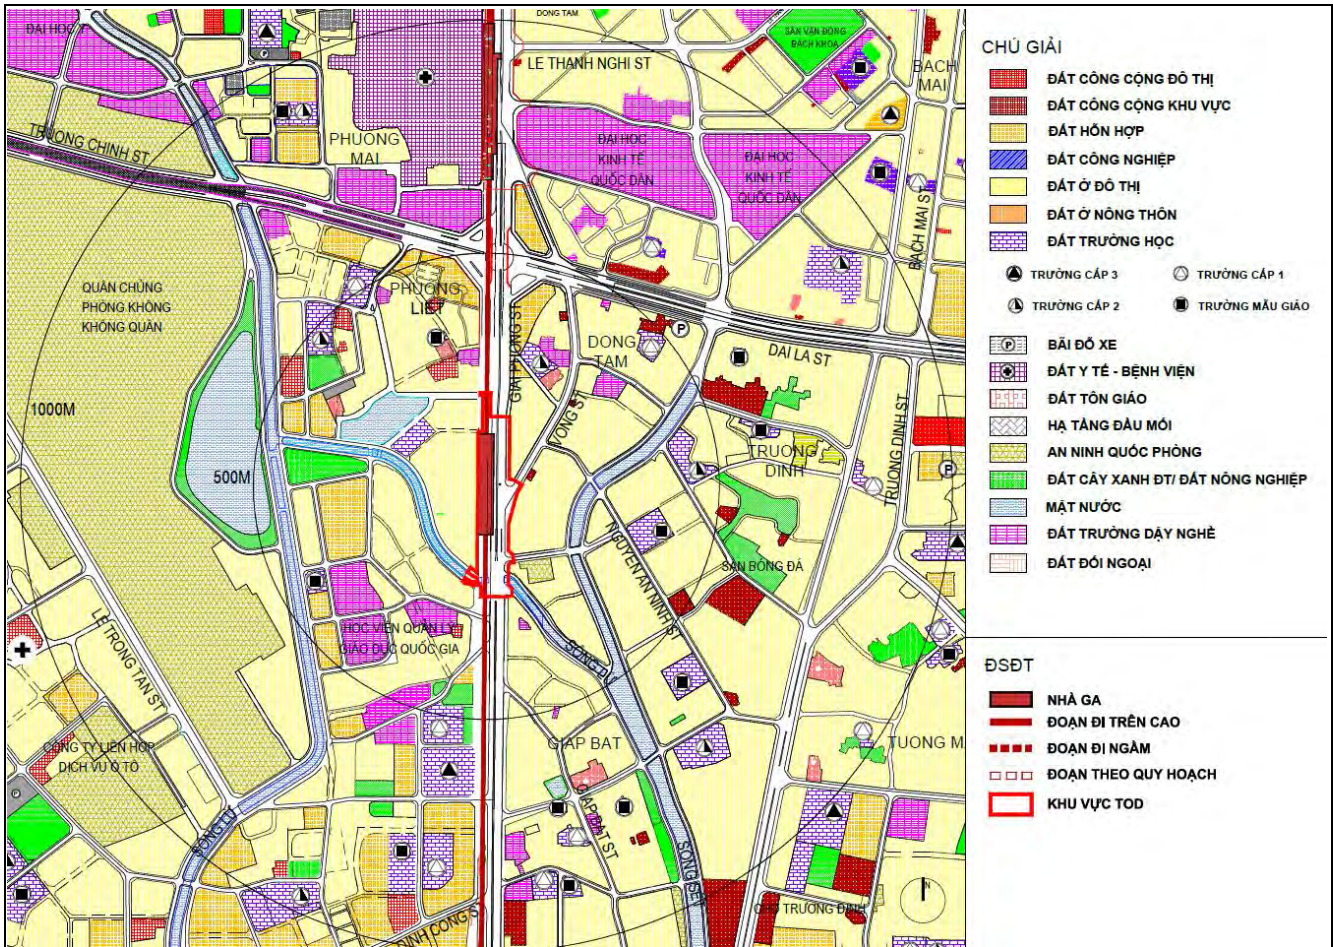 ĐẠI HỌC Y
DONG TAM
SÂN VẬN ĐỘNG
BÁCH KHOA
LE THANH NGHI ST
BACH
MAI
TRUONG CHINH ST
PHUONG
MAI
ĐẠI HỌC
KINH TẾ
QUỐC DÂN
ĐẠI HỌC
KINH TẾ
QUỐC DÂN
BACH MAI ST
QUÂN CHỦNG
PHÒNG KHÔNG
KHÔNG QUÂN
PHUONG
LIET
GIAI PHONG ST
DONG
TAM
P
DAI LA ST
1000M
VONG ST
TRUONG
DINH
TRUONG DINH ST
P
500M
NGUYEN AN NINH ST
SÂN BÓNG ĐÁ
LE TRONG TAN ST
HỌC VIỆN QUẢN LÝ
GIÁO DỤC QUỐC GIA
CÔNG TY LIÊN HỢP
DỊCH VỤ Ô TÔ
GIAP BAT
TUONG M
GIAP BAT ST
SÔNG LỪ
SÔNG SÉT
DINH CONG ST
CHỢ TRƯƠNG ĐỊNH
N
CHÚ GIẢI
ĐẤT CÔNG CỘNG ĐÔ THỊ
ĐẤT CÔNG CỘNG KHU VỰC
ĐẤT HỖN HỢP
ĐẤT CÔNG NGHIỆP
ĐẤT Ở ĐÔ THỊ
ĐẤT Ở NÔNG THÔN
ĐẤT TRƯỜNG HỌC
TRƯỜNG CẤP 3
TRƯỜNG CẤP 1
TRƯỜNG CẤP 2
TRƯỜNG MẪU GIÁO
P BÃI ĐỖ XE
ĐẤT Y TẾ - BỆNH VIỆN
ĐẤT TÔN GIÁO
HẠ TẦNG ĐẦU MỐI
AN NINH QUỐC PHÒNG
ĐẤT CÂY XANH ĐT/ ĐẤT NÔNG NGHIỆP
MẶT NƯỚC
ĐẤT TRƯỜNG DẠY NGHỀ
ĐẤT ĐỐI NGOẠI
ĐSĐT
NHÀ GA
ĐOẠN ĐI TRÊN CAO
ĐOẠN ĐI NGẦM
ĐOẠN THEO QUY HOẠCH
KHU VỰC TOD